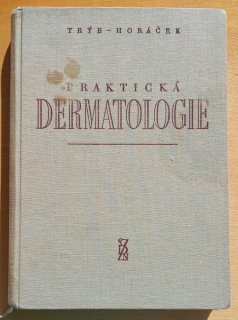 TRÝB – HORÁČEK
PRAKTICKÁ
DERMATOLOGIE